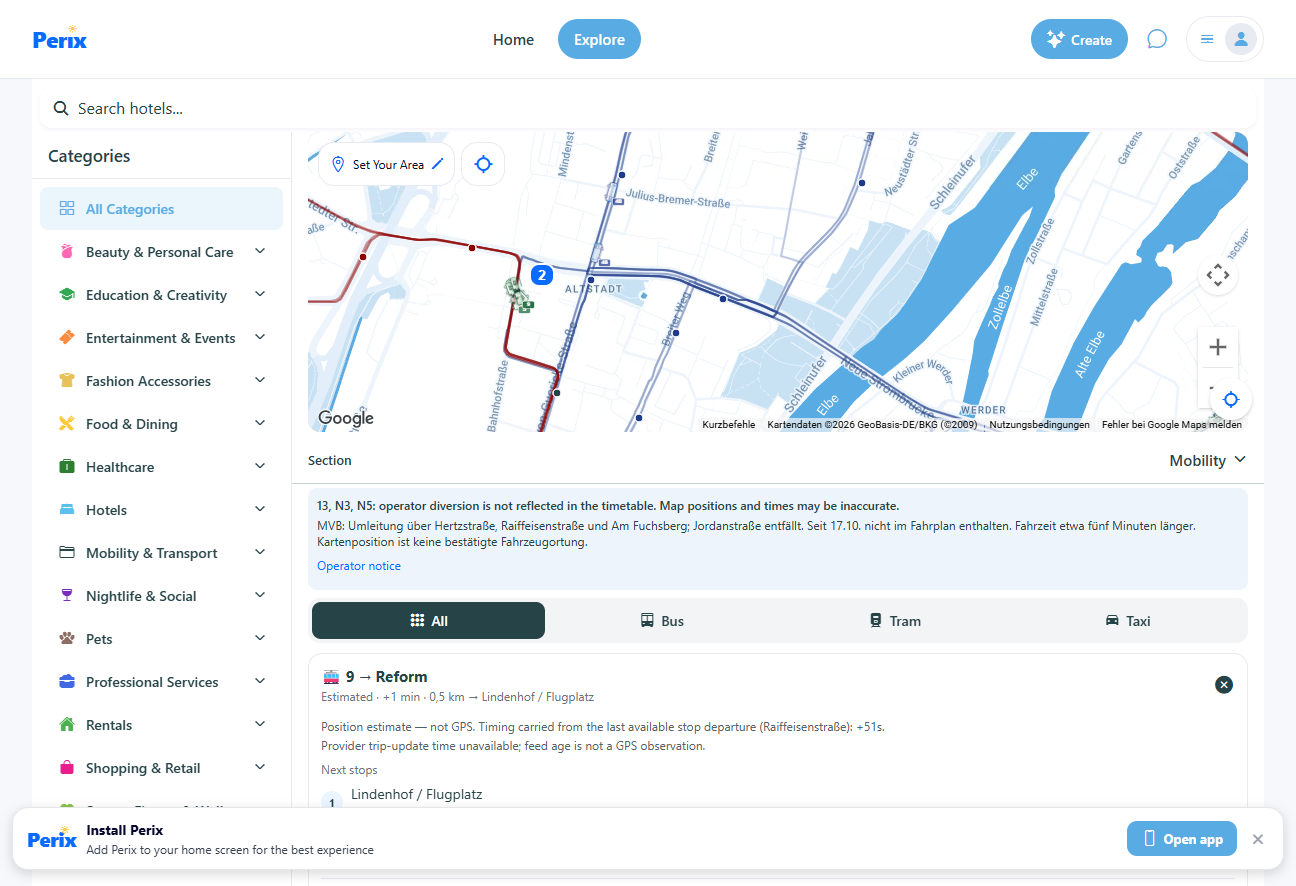 Perix
Home
Explore
Create
Search hotels...
Categories
All Categories
Beauty & Personal Care
Education & Creativity
Entertainment & Events
Fashion Accessories
Food & Dining
Healthcare
Hotels
Mobility & Transport
Nightlife & Social
Pets
Professional Services
Rentals
Shopping & Retail
Set Your Area
Mindenst
Breiter
Julius-Bremer-Straße
Neustädter Str
Schleinufer
Elbe
Gartens
Oststraße
Zollstraße
Mittelstraße
2
ALTSTADT
Breiter Weg
Zollelbe
Alte Elbe
Bahnhofstraße
Schleinufer
Elbe
Neue Strombrücke
Kleiner Werder
WERDER
Google
Kurzbefehle
Kartendaten ©2026 GeoBasis-DE/BKG (©2009)
Nutzungsbedingungen
Fehler bei Google Maps melden
Section
Mobility
13, N3, N5: operator diversion is not reflected in the timetable. Map positions and times may be inaccurate.
MVB: Umleitung über Hertzstraße, Raiffeisenstraße und Am Fuchsberg; Jordanstraße entfällt. Seit 17.10. nicht im Fahrplan enthalten. Fahrzeit etwa fünf Minuten länger.
Kartenposition ist keine bestätigte Fahrzeugortung.
Operator notice
All
Bus
Tram
Taxi
9 → Reform
Estimated · +1 min · 0,5 km → Lindenhof / Flugplatz
Position estimate — not GPS. Timing carried from the last available stop departure (Raiffeisenstraße): +51s.
Provider trip-update time unavailable; feed age is not a GPS observation.
Next stops
1
Lindenhof / Flugplatz
Perix
Install Perix
Add Perix to your home screen for the best experience
Open app